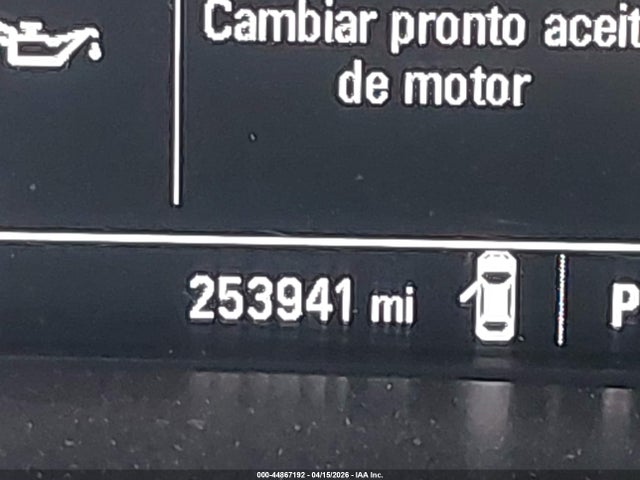 Cambiar pronto aceit
de motor
253941 mi
P
000-44867192 - 04/15/2026 - IAA Inc.